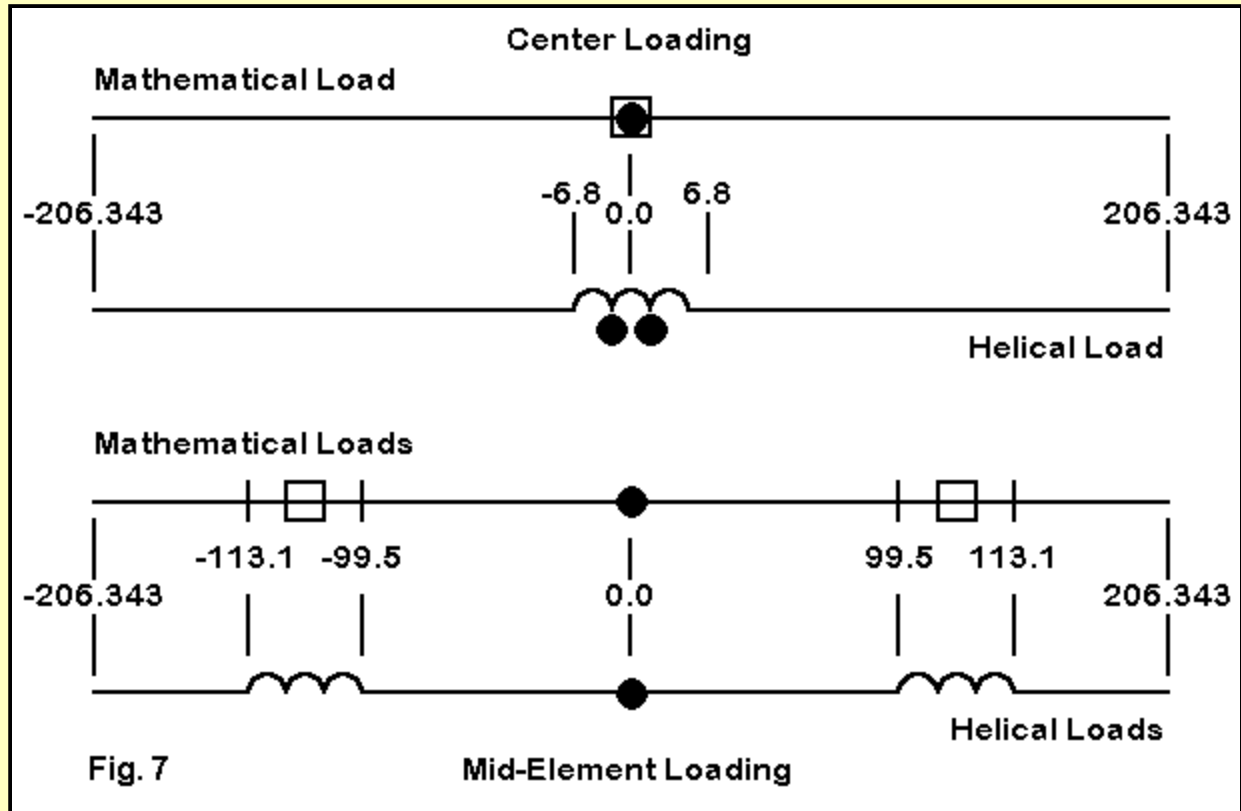 Center Loading
Mathematical Load
-6.8 6.8
-206.343 0.0 206.343
Helical Load
Mathematical Loads
-113.1 -99.5 99.5 113.1
-206.343 0.0 206.343
Helical Loads
Fig. 7 Mid-Element Loading